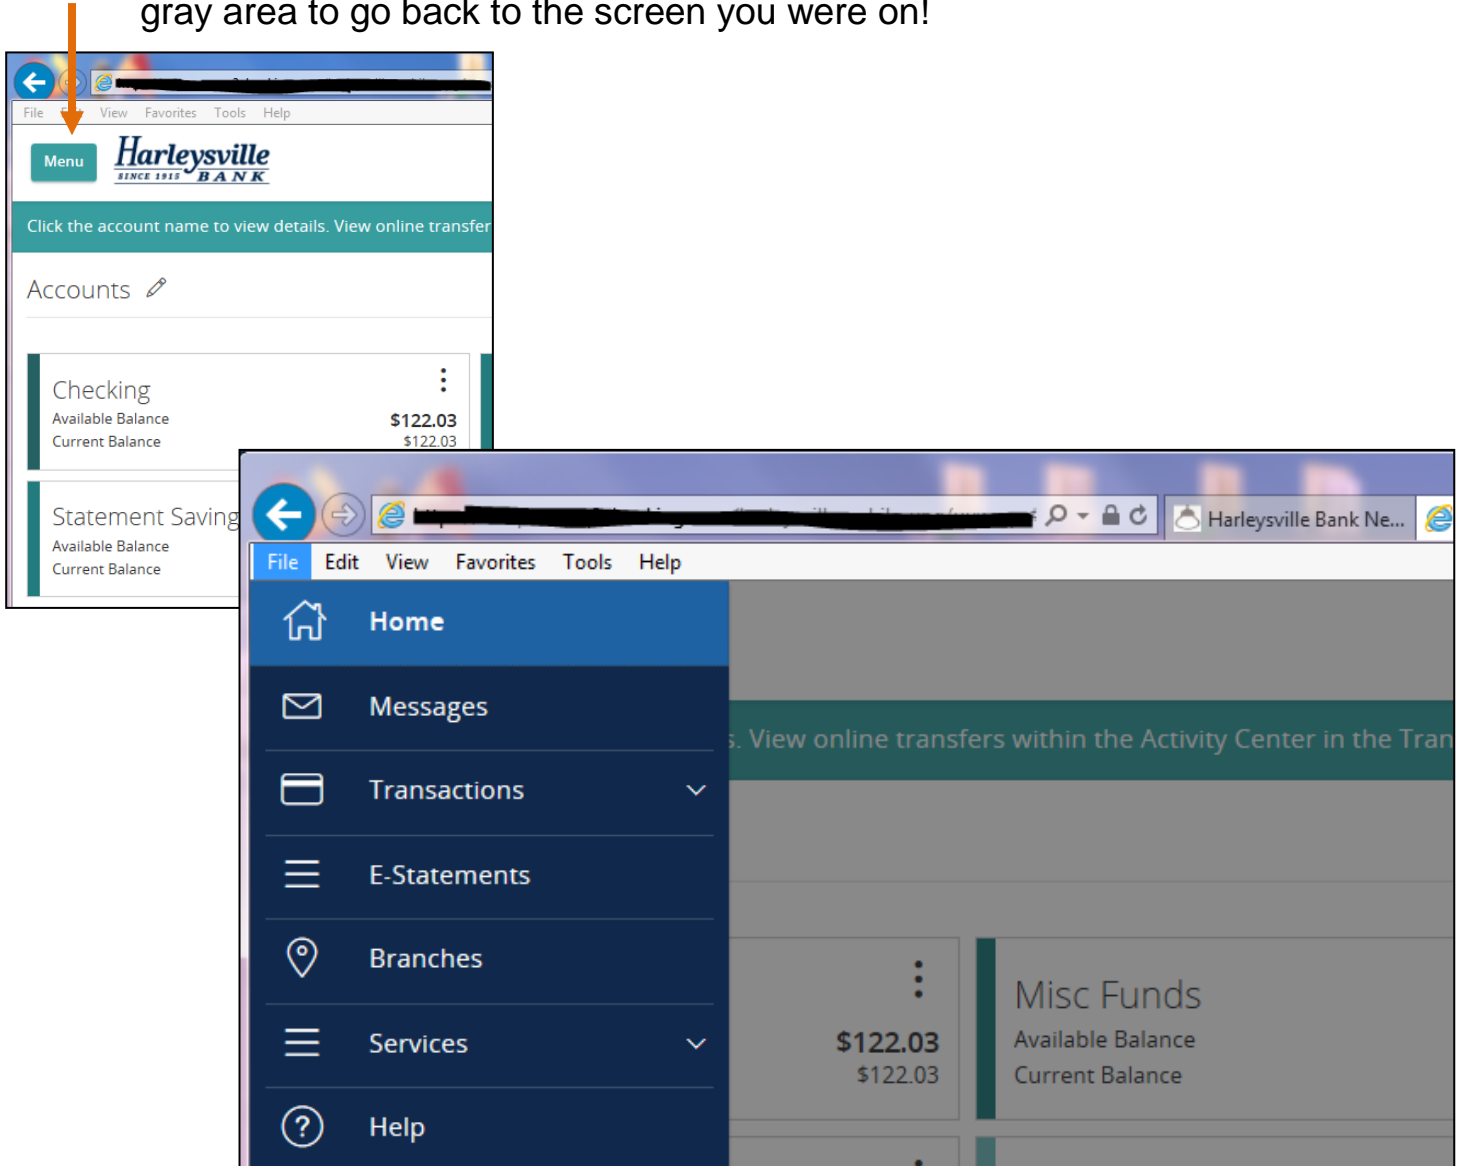 gray area to go back to the screen you were on!
File Edit View Favorites Tools Help
Menu
Harleysville
SINCE 1915 BANK
Click the account name to view details. View online transfer
Accounts
Checking
Available Balance $122.03
Current Balance $122.03
Statement Saving
Available Balance
Current Balance
Harleysville Bank Ne...
File Edit View Favorites Tools Help
Home
Messages
s. View online transfers within the Activity Center in the Tran
Transactions
E-Statements
Branches
Misc Funds
Services
$122.03 Available Balance
$122.03 Current Balance
Help